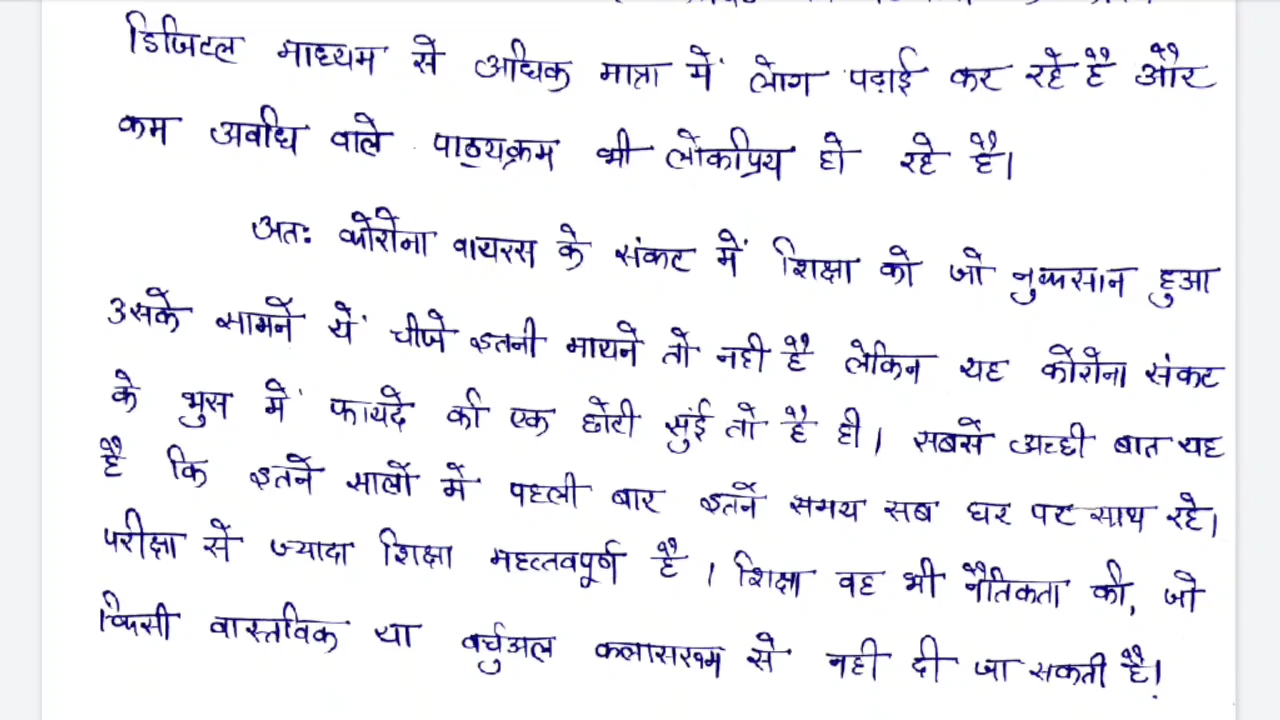 डिजिटल माध्यम से अधिक मात्रा में लोग पढ़ाई कर रहे है और
कम अवधि वाले पाठ्यक्रम भी लोकप्रिय हो रहे है।
अतः कोरोना वायरस के संकट में शिक्षा को जो नुकसान हुआ
उसके सामने यें चीजे इतनी मायने तो नही है लेकिन यह कोरोना संकट
के भुस में फायदे की एक छोटी सुंई तो है ही। सबसे अच्छी बात यह
है कि इतने सालों में पहली बार इतने समय सब घर पर साथ रहे।
परीक्षा से ज्यादा शिक्षा महत्तवपूर्ण है। शिक्षा वह भी नैतिकता की, जो
किसी वास्तविक या वर्चुअल कलासरूम से नही दी जा सकती है!